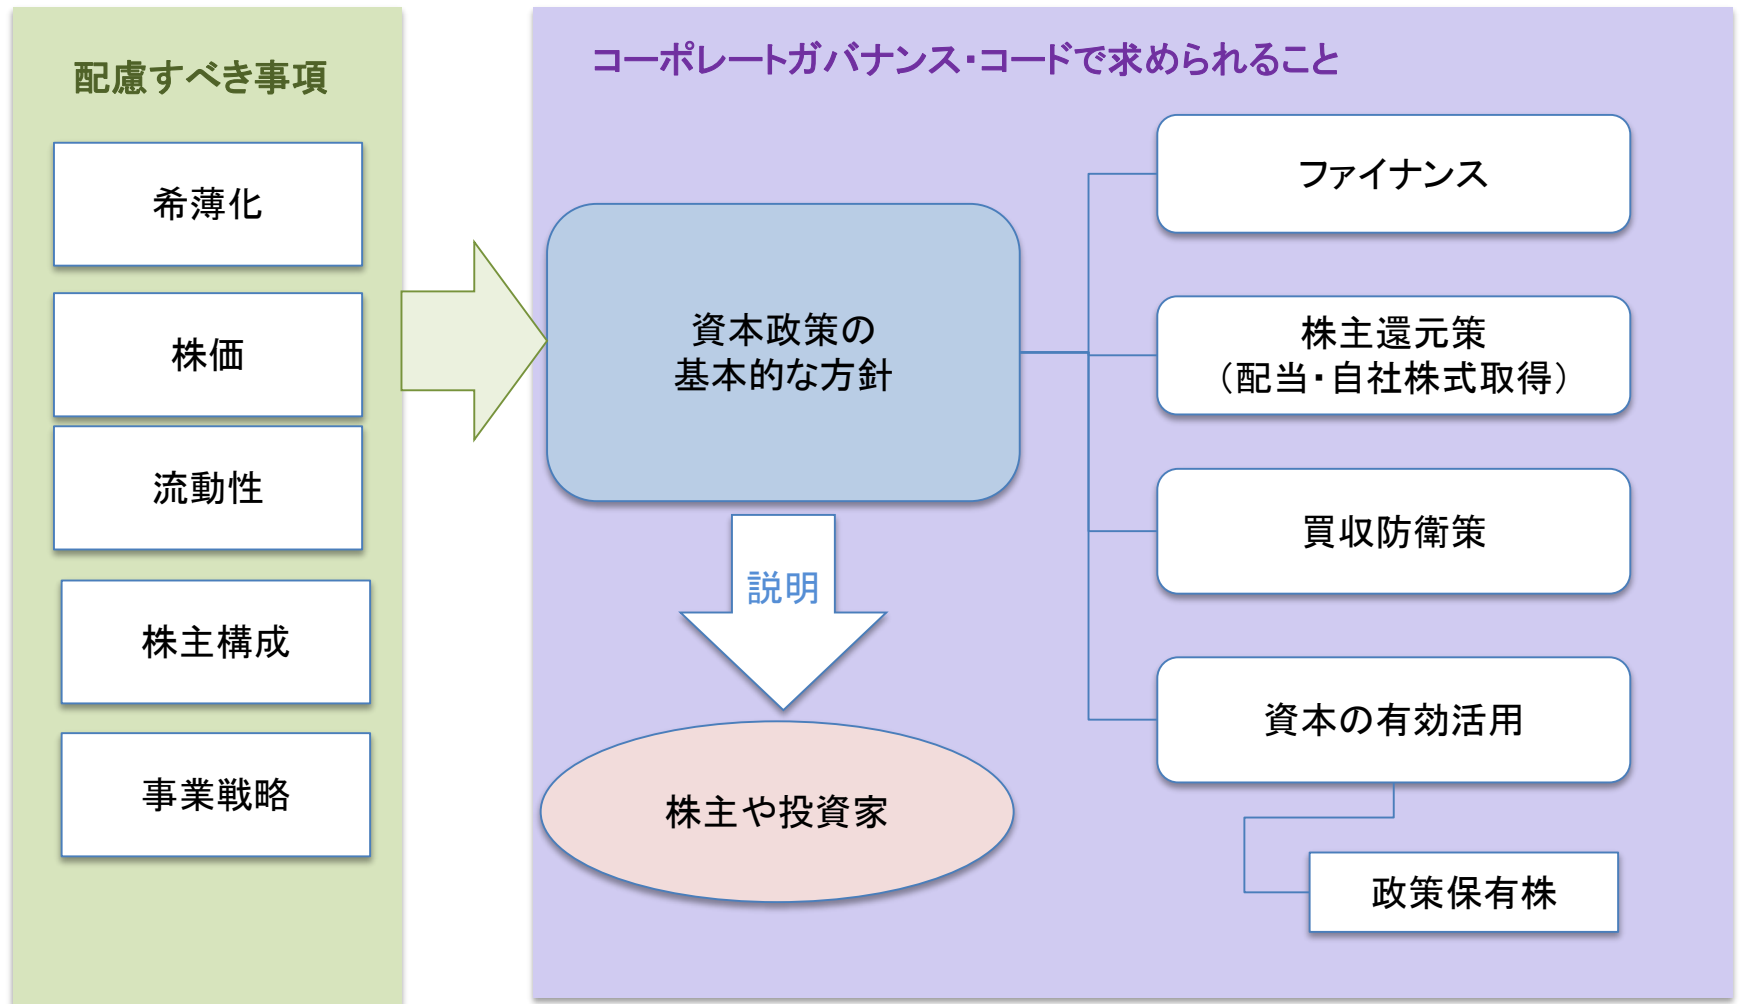 配慮すべき事項
希薄化
株価
流動性
株主構成
事業戦略
コーポレートガバナンス・コードで求められること
資本政策の
基本的な方針
説明
株主や投資家
ファイナンス
株主還元策
（配当・自社株式取得）
買収防衛策
資本の有効活用
政策保有株